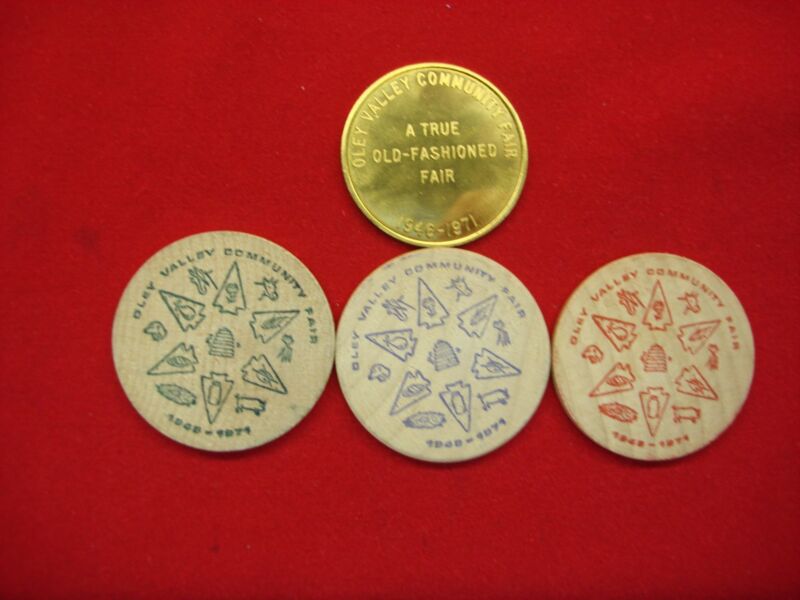 OLEY VALLEY COMMUNITY FAIR
A TRUE
OLD-FASHIONED
FAIR
1946-1971
OLEY VALLEY COMMUNITY FAIR
1946-1971
OLEY VALLEY COMMUNITY FAIR
1946-1971
OLEY VALLEY COMMUNITY FAIR
1946-1971